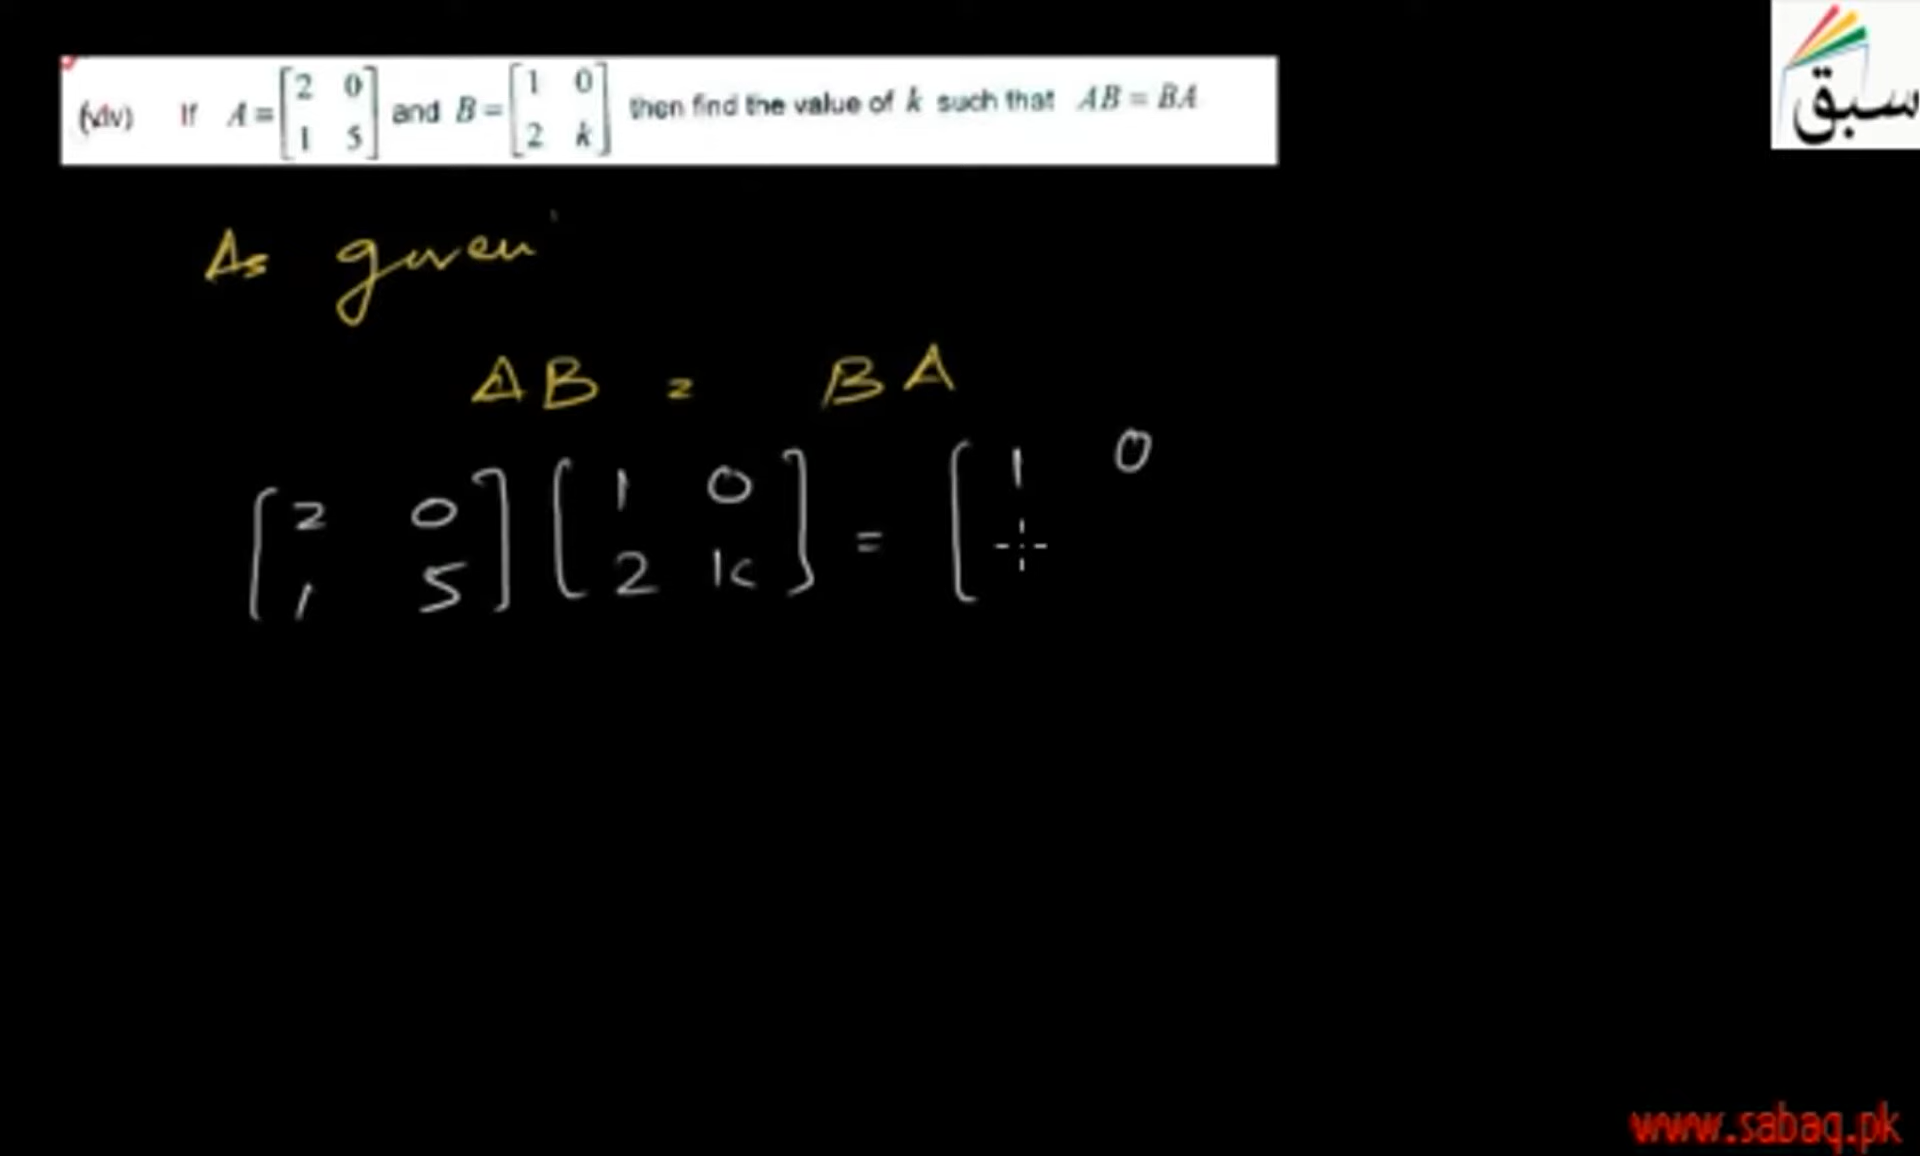 (xiv) If A = [2 0; 1 5] and B = [1 0; 2 k] then find the value of k such that AB = BA
سبق
As given
AB = BA
[2 0; 1 5] [1 0; 2 k] = [1 0
www.sabaq.pk